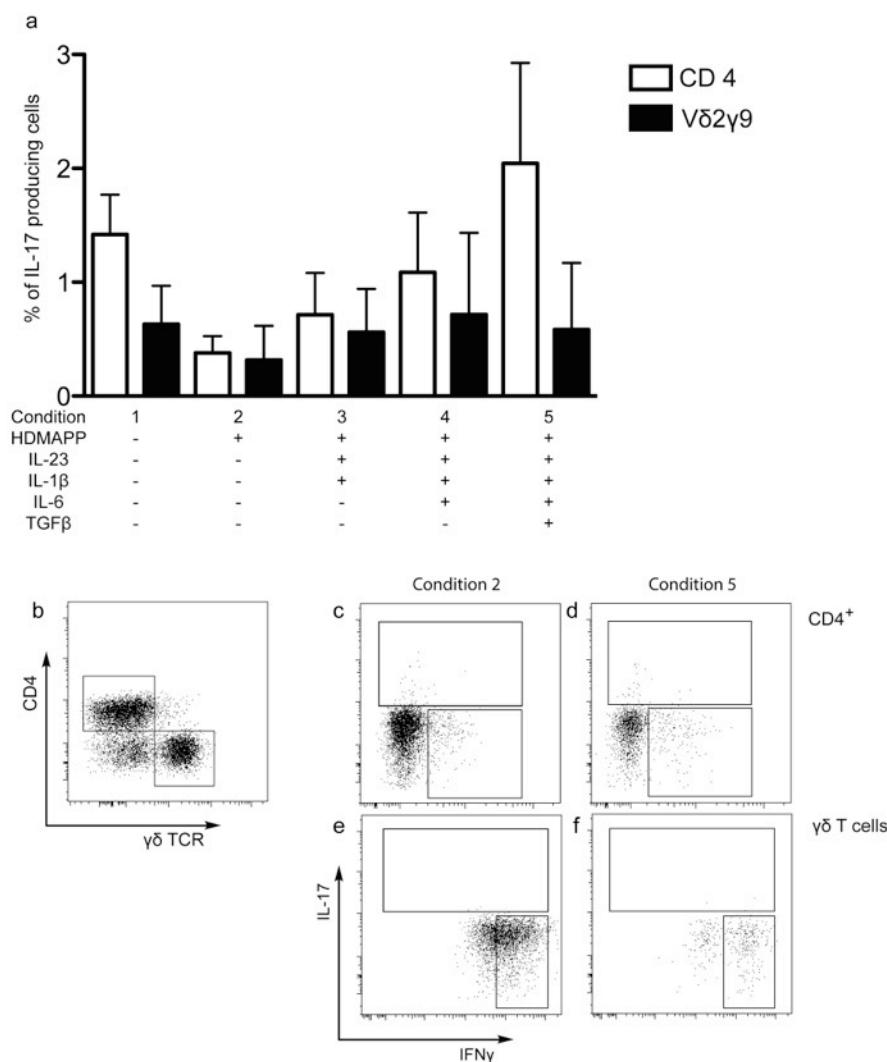 a
3
2
1
0
% of IL-17 producing cells
CD 4
Vδ2γ9
Condition 1 2 3 4 5
HDMAPP - + + + +
IL-23 - - + + +
IL-1β - - + + +
IL-6 - - - + +
TGFβ - - - - +
Condition 2 Condition 5
b c d CD4⁺
CD4
γδ TCR
e f γδ T cells
IL-17
IFNγ